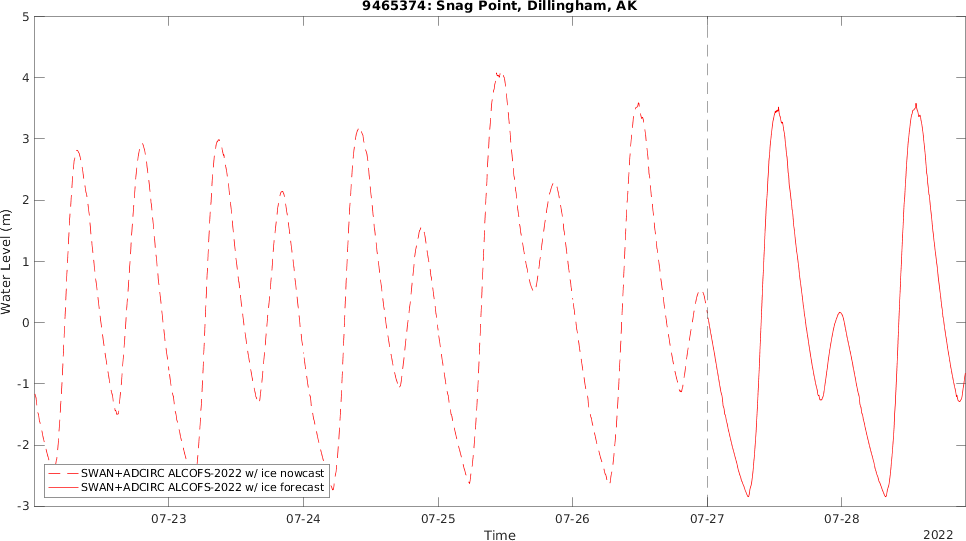 9465374: Snag Point, Dillingham, AK
5
4
3
2
1
0
-1
-2
-3
Water Level (m)
SWAN+ADCIRC ALCOFS-2022 w/ ice nowcast
SWAN+ADCIRC ALCOFS-2022 w/ ice forecast
07-23 07-24 07-25 07-26 07-27 07-28
Time
2022